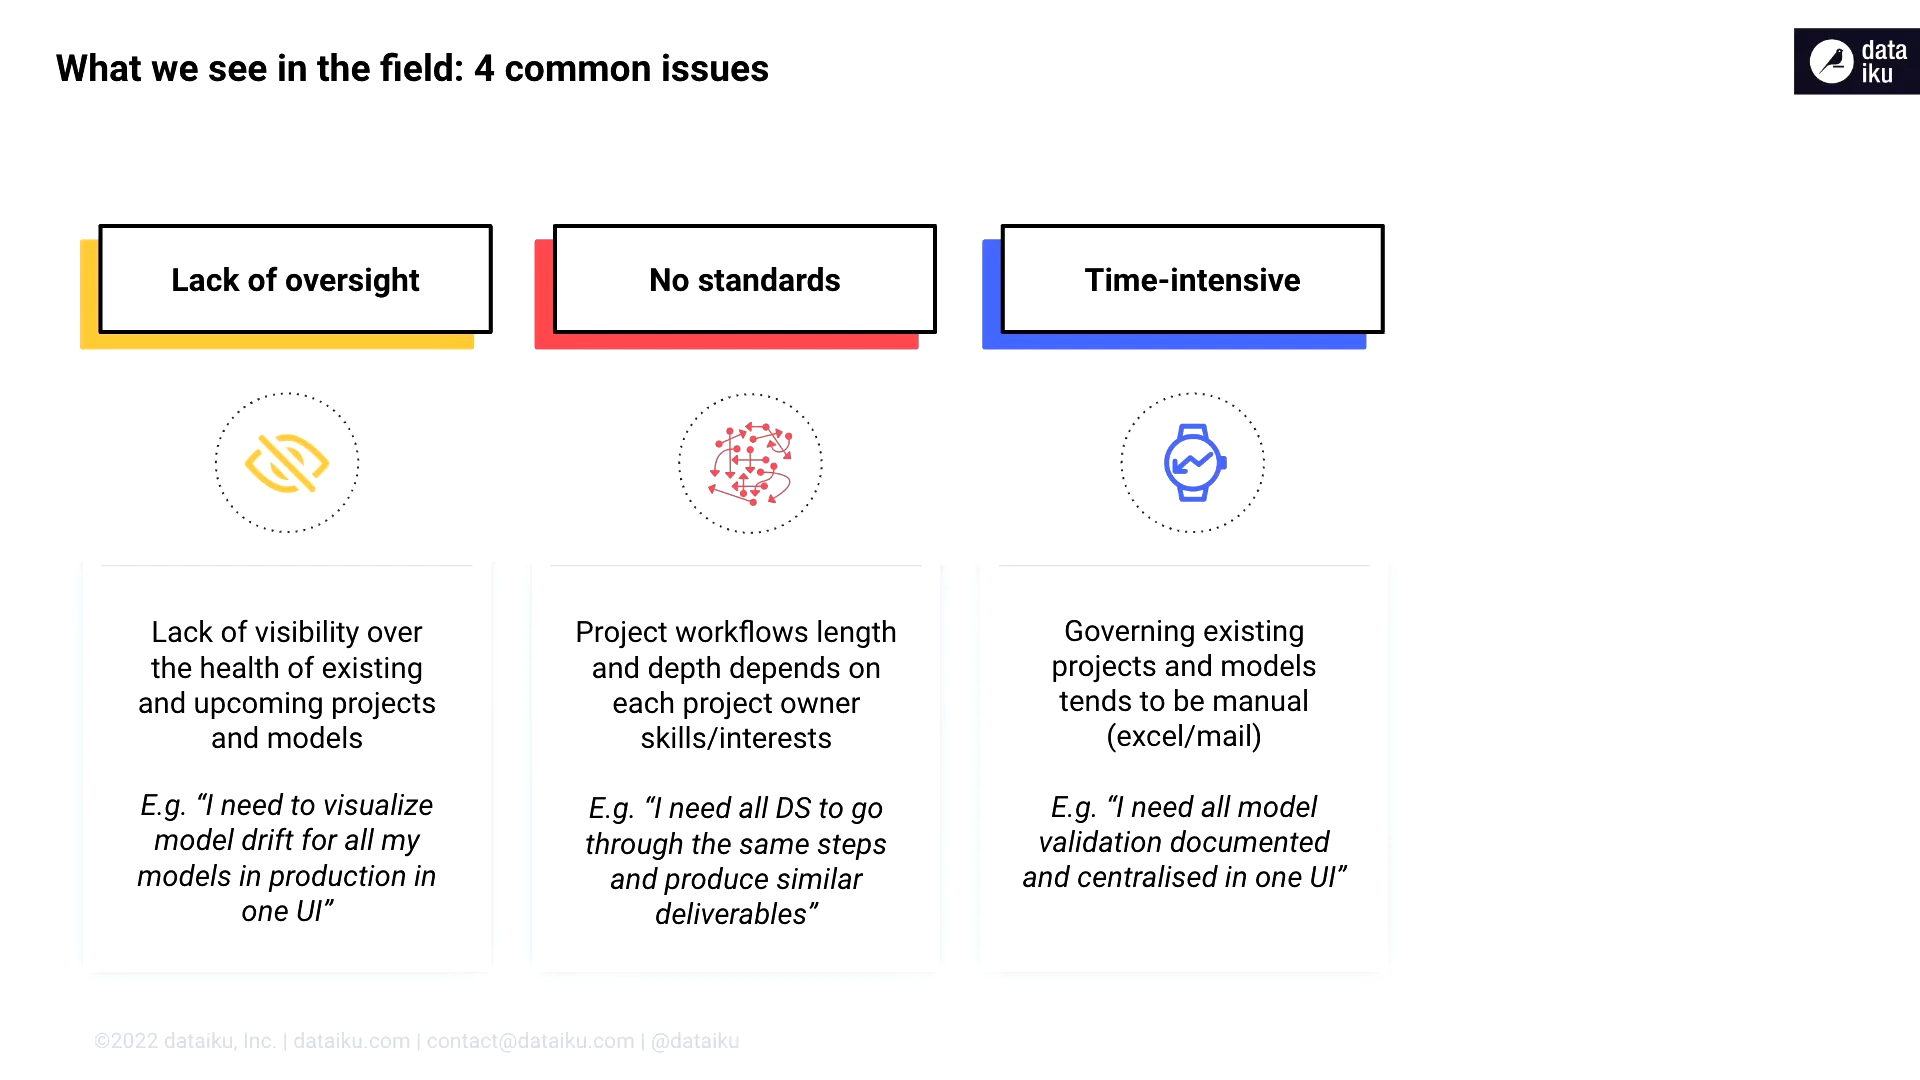 What we see in the field: 4 common issues
data
iku
Lack of oversight
No standards
Time-intensive
Lack of visibility over
the health of existing
and upcoming projects
and models
E.g. “I need to visualize
model drift for all my
models in production in
one UI”
Project workflows length
and depth depends on
each project owner
skills/interests
E.g. “I need all DS to go
through the same steps
and produce similar
deliverables”
Governing existing
projects and models
tends to be manual
(excel/mail)
E.g. “I need all model
validation documented
and centralised in one UI”
©2022 dataiku, Inc. | dataiku.com | contact@dataiku.com | @dataiku